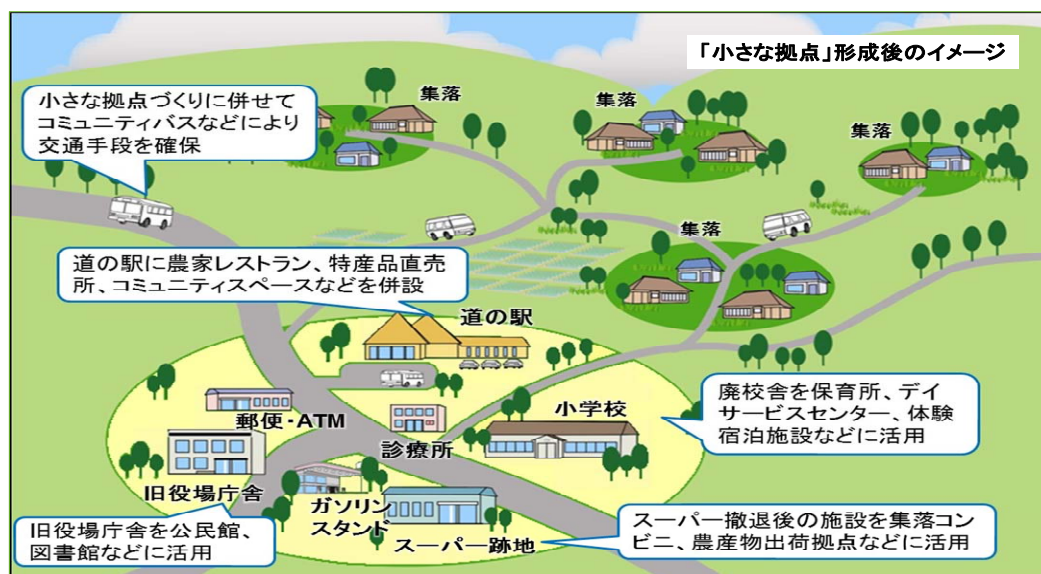 「小さな拠点」形成後のイメージ
小さな拠点づくりに併せて
コミュニティバスなどにより
交通手段を確保
集落
集落
集落
集落
道の駅に農家レストラン、特産品直売
所、コミュニティスペースなどを併設
道の駅
郵便・ATM
診療所
小学校
廃校舎を保育所、デイ
サービスセンター、体験
宿泊施設などに活用
旧役場庁舎
ガソリン
スタンド
スーパー跡地
旧役場庁舎を公民館、
図書館などに活用
スーパー撤退後の施設を集落コン
ビニ、農産物出荷拠点などに活用